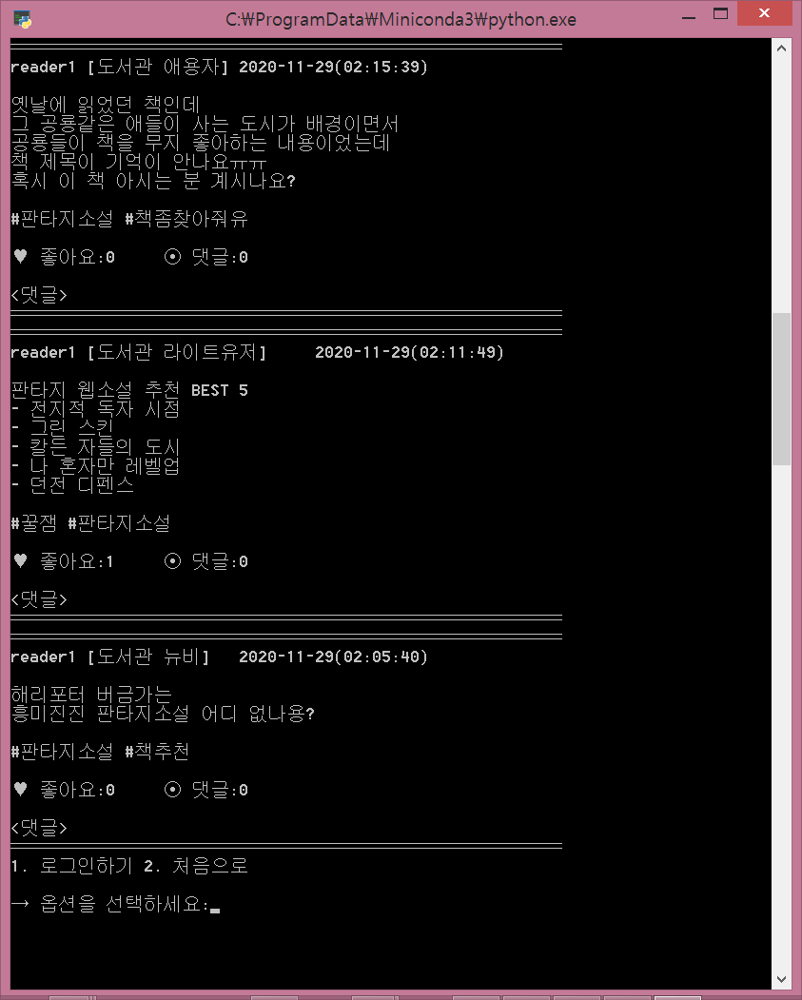 C:₩ProgramData₩Miniconda3₩python.exe
reader1 [도서관 애용자] 2020-11-29(02:15:39)
옛날에 읽었던 책인데
그 공룡같은 애들이 사는 도시가 배경이면서
공룡들이 책을 무지 좋아하는 내용이었는데
책 제목이 기억이 안나요ㅠㅠ
혹시 이 책 아시는 분 계시나요?
#판타지소설 #책좀찾아줘유
♥ 좋아요:0 ⊙ 댓글:0
<댓글>
reader1 [도서관 라이트유저] 2020-11-29(02:11:49)
판타지 웹소설 추천 BEST 5
- 전지적 독자 시점
- 그린 스킨
- 칼든 자들의 도시
- 나 혼자만 레벨업
- 던전 디펜스
#꿀잼 #판타지소설
♥ 좋아요:1 ⊙ 댓글:0
<댓글>
reader1 [도서관 뉴비] 2020-11-29(02:05:40)
해리포터 버금가는
흥미진진 판타지소설 어디 없나용?
#판타지소설 #책추천
♥ 좋아요:0 ⊙ 댓글:0
<댓글>
1. 로그인하기 2. 처음으로
→ 옵션을 선택하세요: